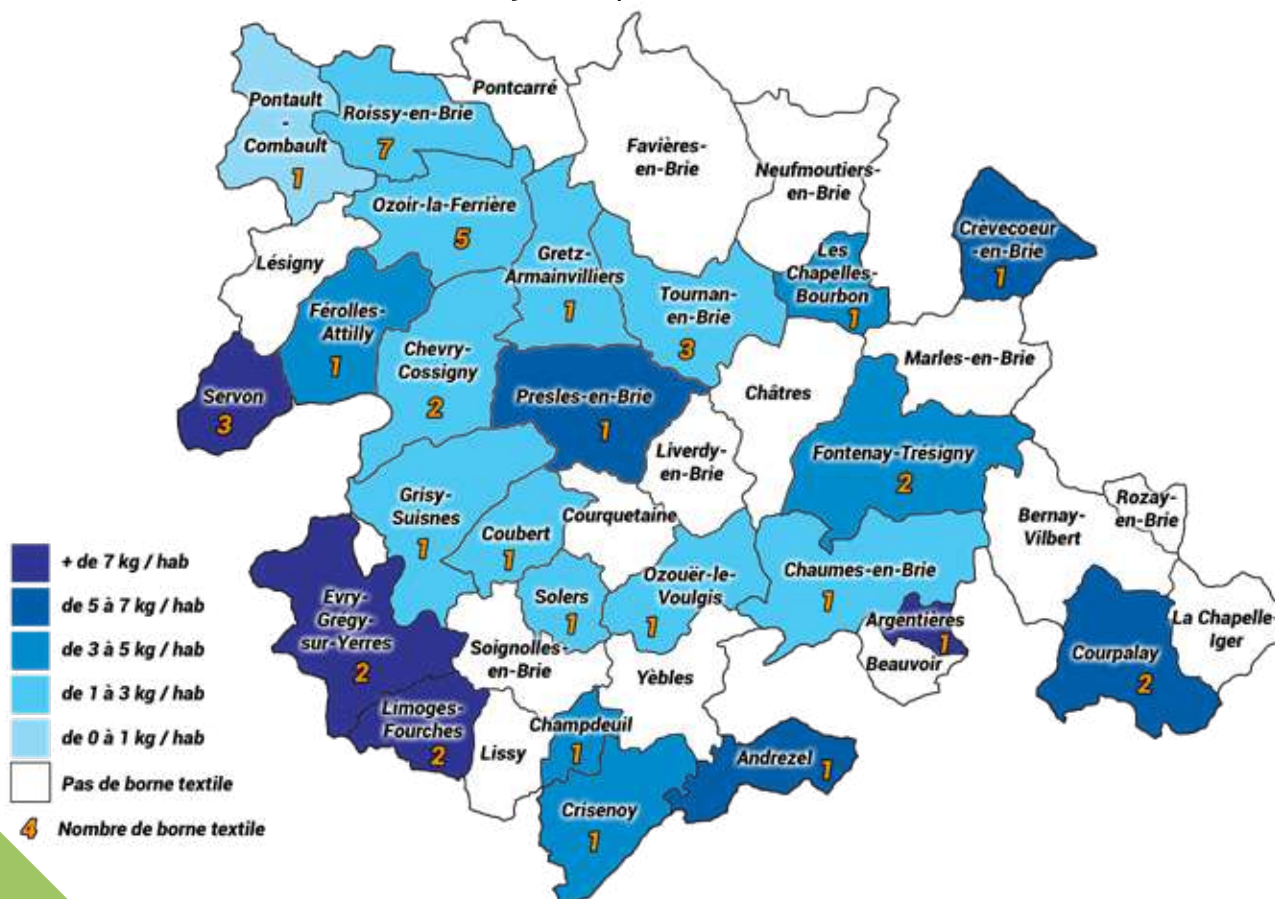 Pontcarré
Pontault
-
Combault
1
Roissy-en-Brie
7
Favières-
en-Brie
Neufmoutiers-
en-Brie
Ozoir-la-Ferrière
5
Crèvecoeur
-en-Brie
1
Lésigny
Gretz-
Armainvilliers
1
Les
Chapelles-
Bourbon
1
Férolles-
Attilly
1
Tournan-
en-Brie
3
Chevry-
Cossigny
2
Marles-en-Brie
Servon
3
Presles-en-Brie
1
Châtres
Liverdy-
en-Brie
Fontenay-Trésigny
2
Grisy-
Suisnes
1
Courquetaine
Rozay-
en-Brie
Bernay-
Vilbert
Coubert
1
Ozouër-le-
Voulgis
1
Chaumes-en-Brie
1
Solers
1
Evry-
Grégy-
sur-Yerres
2
Argentières
1
La Chapelle-
Iger
Soignolles-
en-Brie
Beauvoir
Courpalay
2
Yèbles
Limoges-
Fourches
2
Champdeuil
1
Lissy
Andrezel
1
Crisenoy
1
+ de 7 kg / hab
de 5 à 7 kg / hab
de 3 à 5 kg / hab
de 1 à 3 kg / hab
de 0 à 1 kg / hab
Pas de borne textile
4 Nombre de borne textile